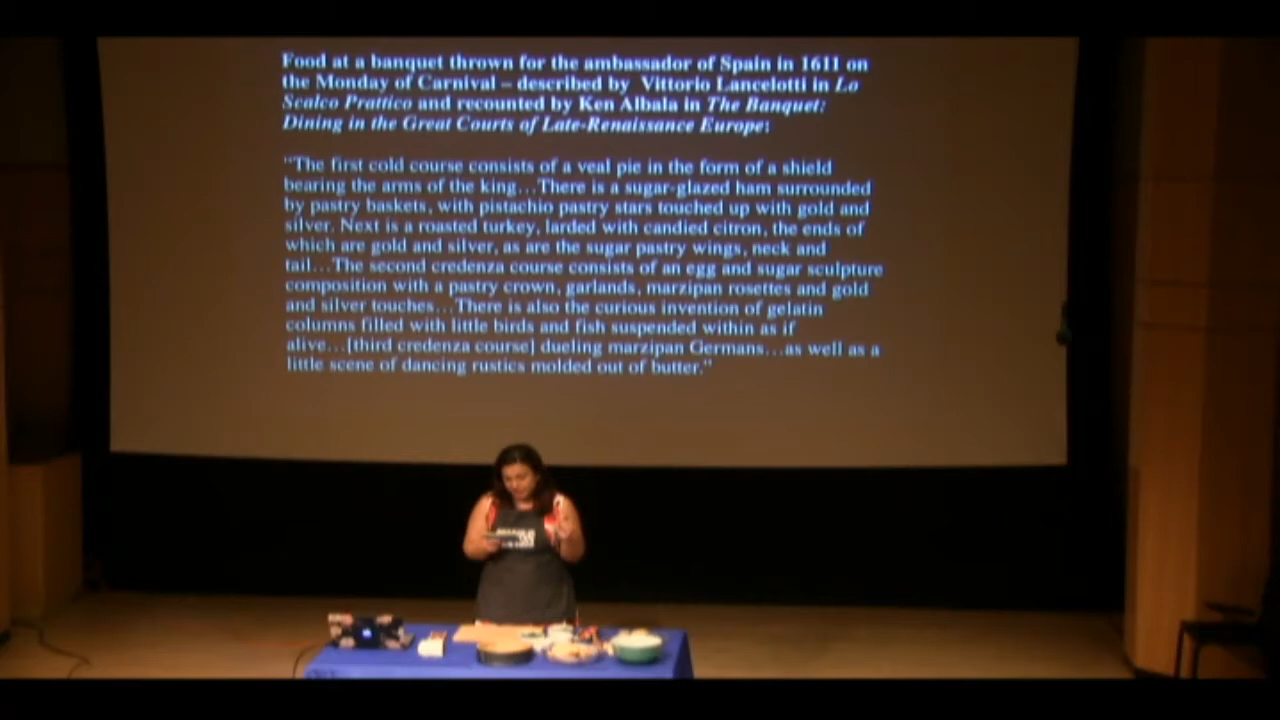 Food at a banquet thrown for the ambassador of Spain in 1611 on
the Monday of Carnival – described by Vittorio Lancelotti in Lo
Scalco Prattico and recounted by Ken Albala in The Banquet:
Dining in the Great Courts of Late-Renaissance Europe:
"The first cold course consists of a veal pie in the form of a shield
bearing the arms of the king…There is a sugar-glazed ham surrounded
by pastry baskets, with pistachio pastry stars touched up with gold and
silver. Next is a roasted turkey, larded with candied citron, the ends of
which are gold and silver, as are the sugar pastry wings, neck and
tail…The second credenza course consists of an egg and sugar sculpture
composition with a pastry crown, garlands, marzipan rosettes and gold
and silver touches…There is also the curious invention of gelatin
columns filled with little birds and fish suspended within as if
alive…[third credenza course] dueling marzipan Germans…as well as a
little scene of dancing rustics molded out of butter."